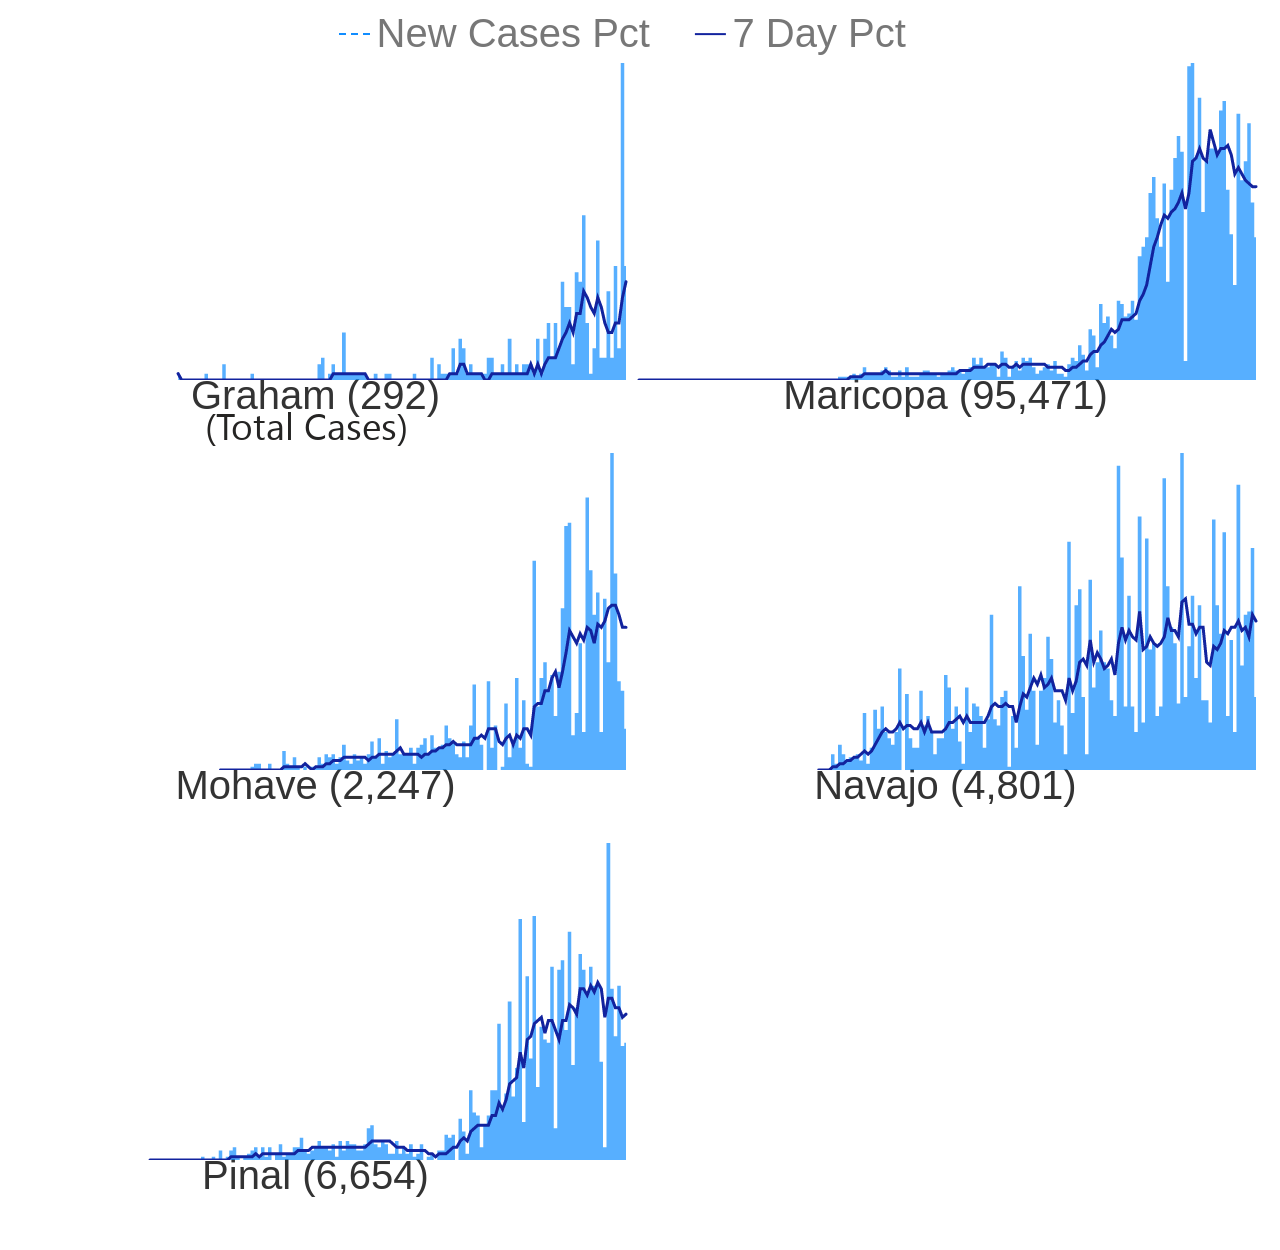 New Cases Pct 7 Day Pct
Graham (292) Maricopa (95,471)
(Total Cases)
Mohave (2,247) Navajo (4,801)
Pinal (6,654)